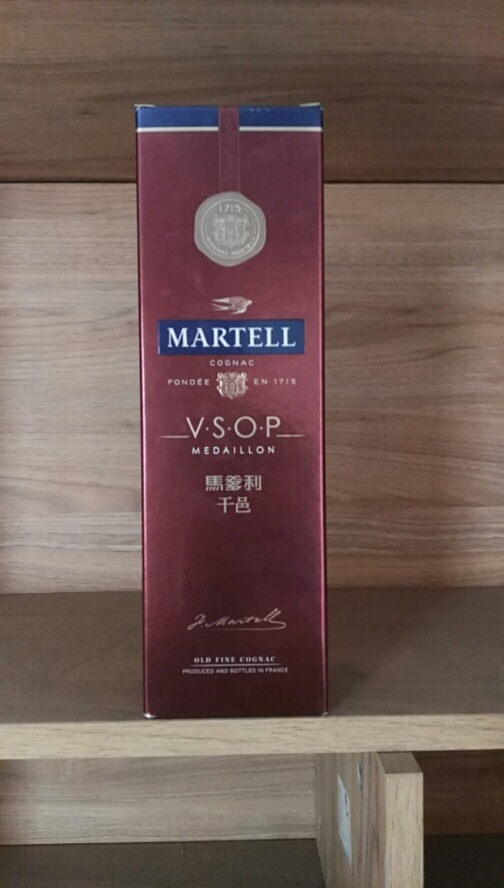 1715
MARTELL
COGNAC
FONDÉE EN 1715
V·S·O·P
MEDAILLON
馬爹利
千邑
J. Martell
OLD FINE COGNAC
PRODUCED AND BOTTLED IN FRANCE